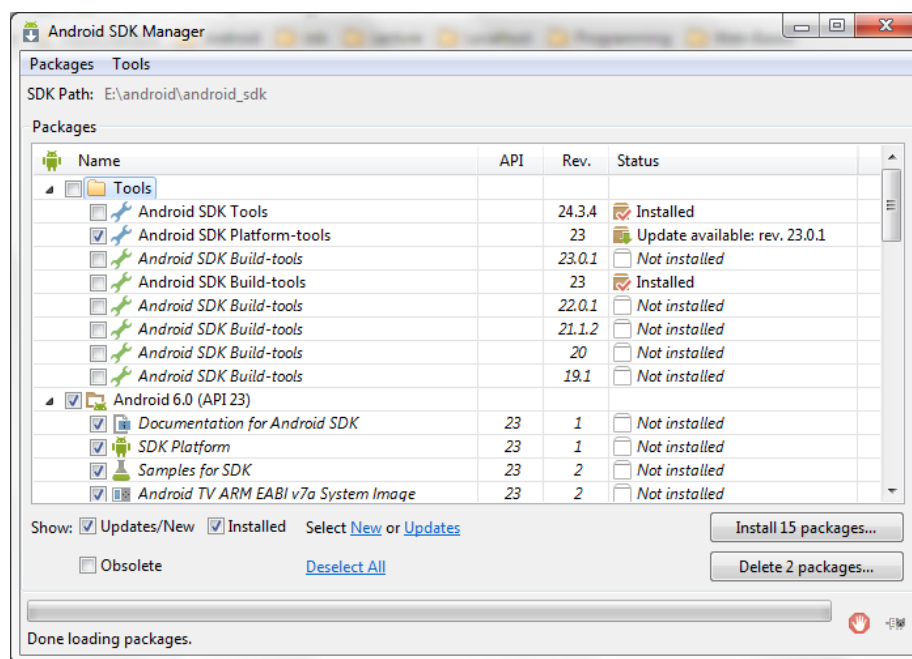 Android SDK Manager
Packages Tools
SDK Path: E:\android\android_sdk
Packages
Name API Rev. Status
Tools
Android SDK Tools 24.3.4 Installed
Android SDK Platform-tools 23 Update available: rev. 23.0.1
Android SDK Build-tools 23.0.1 Not installed
Android SDK Build-tools 23 Installed
Android SDK Build-tools 22.0.1 Not installed
Android SDK Build-tools 21.1.2 Not installed
Android SDK Build-tools 20 Not installed
Android SDK Build-tools 19.1 Not installed
Android 6.0 (API 23)
Documentation for Android SDK 23 1 Not installed
SDK Platform 23 1 Not installed
Samples for SDK 23 2 Not installed
Android TV ARM EABI v7a System Image 23 2 Not installed
Show: Updates/New Installed Select New or Updates Install 15 packages...
Obsolete Deselect All Delete 2 packages...
Done loading packages.